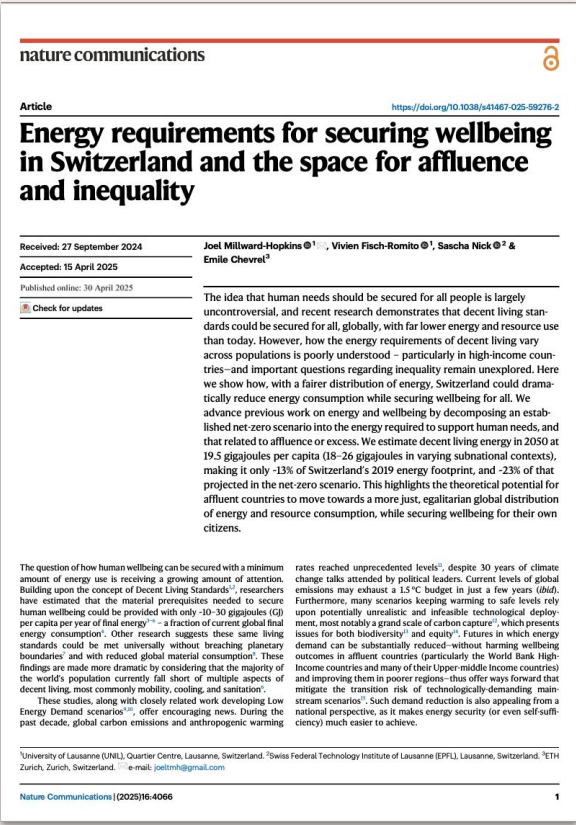 nature communications
Article
https://doi.org/10.1038/s41467-025-59276-2
Energy requirements for securing wellbeing
in Switzerland and the space for affluence
and inequality
Received: 27 September 2024
Accepted: 15 April 2025
Published online: 30 April 2025
Check for updates
Joel Millward-Hopkins 1, Vivien Fisch-Romito 1, Sascha Nick 2 &
Emile Chevrel3
The idea that human needs should be secured for all people is largely
uncontroversial, and recent research demonstrates that decent living stan-
dards could be secured for all, globally, with far lower energy and resource use
than today. However, how the energy requirements of decent living vary
across populations is poorly understood – particularly in high-income coun-
tries—and important questions regarding inequality remain unexplored. Here
we show how, with a fairer distribution of energy, Switzerland could drama-
tically reduce energy consumption while securing wellbeing for all. We
advance previous work on energy and wellbeing by decomposing an estab-
lished net-zero scenario into the energy required to support human needs, and
that related to affluence or excess. We estimate decent living energy in 2050 at
19.5 gigajoules per capita (18–26 gigajoules in varying subnational contexts),
making it only ~13% of Switzerland's 2019 energy footprint, and ~23% of that
projected in the net-zero scenario. This highlights the theoretical potential for
affluent countries to move towards a more just, egalitarian global distribution
of energy and resource consumption, while securing wellbeing for their own
citizens.
The question of how human wellbeing can be secured with a minimum
amount of energy use is receiving a growing amount of attention.
Building upon the concept of Decent Living Standards1,2, researchers
have estimated that the material prerequisites needed to secure
human wellbeing could be provided with only ~10–30 gigajoules (GJ)
per capita per year of final energy – a fraction of current global final
energy consumption. Other research suggests these same living
standards could be met universally without breaching planetary
boundaries and with reduced global material consumption. These
findings are made more dramatic by considering that the majority of
the world's population currently fall short of multiple aspects of
decent living, most commonly mobility, cooling, and sanitation.
These studies, along with closely related work developing Low
Energy Demand scenarios, offer encouraging news. During the
past decade, global carbon emissions and anthropogenic warming
rates reached unprecedented levels, despite 30 years of climate
change talks attended by political leaders. Current levels of global
emissions may exhaust a 1.5 °C budget in just a few years (ibid).
Furthermore, many scenarios keeping warming to safe levels rely
upon potentially unrealistic and infeasible technological deploy-
ment, most notably a grand scale of carbon capture, which presents
issues for both biodiversity and equity. Futures in which energy
demand can be substantially reduced—without harming wellbeing
outcomes in affluent countries (particularly the World Bank High-
Income countries and many of their Upper-middle Income countries)
and improving them in poorer regions—thus offer ways forward that
mitigate the transition risk of technologically-demanding main-
stream scenarios. Such demand reduction is also appealing from a
national perspective, as it makes energy security (or even self-suffi-
ciency) much easier to achieve.
1University of Lausanne (UNIL), Quartier Centre, Lausanne, Switzerland. 2Swiss Federal Technology Institute of Lausanne (EPFL), Lausanne, Switzerland. 3ETH
Zurich, Zurich, Switzerland. e-mail: joeltmh@gmail.com
Nature Communications | (2025)16:4066
1